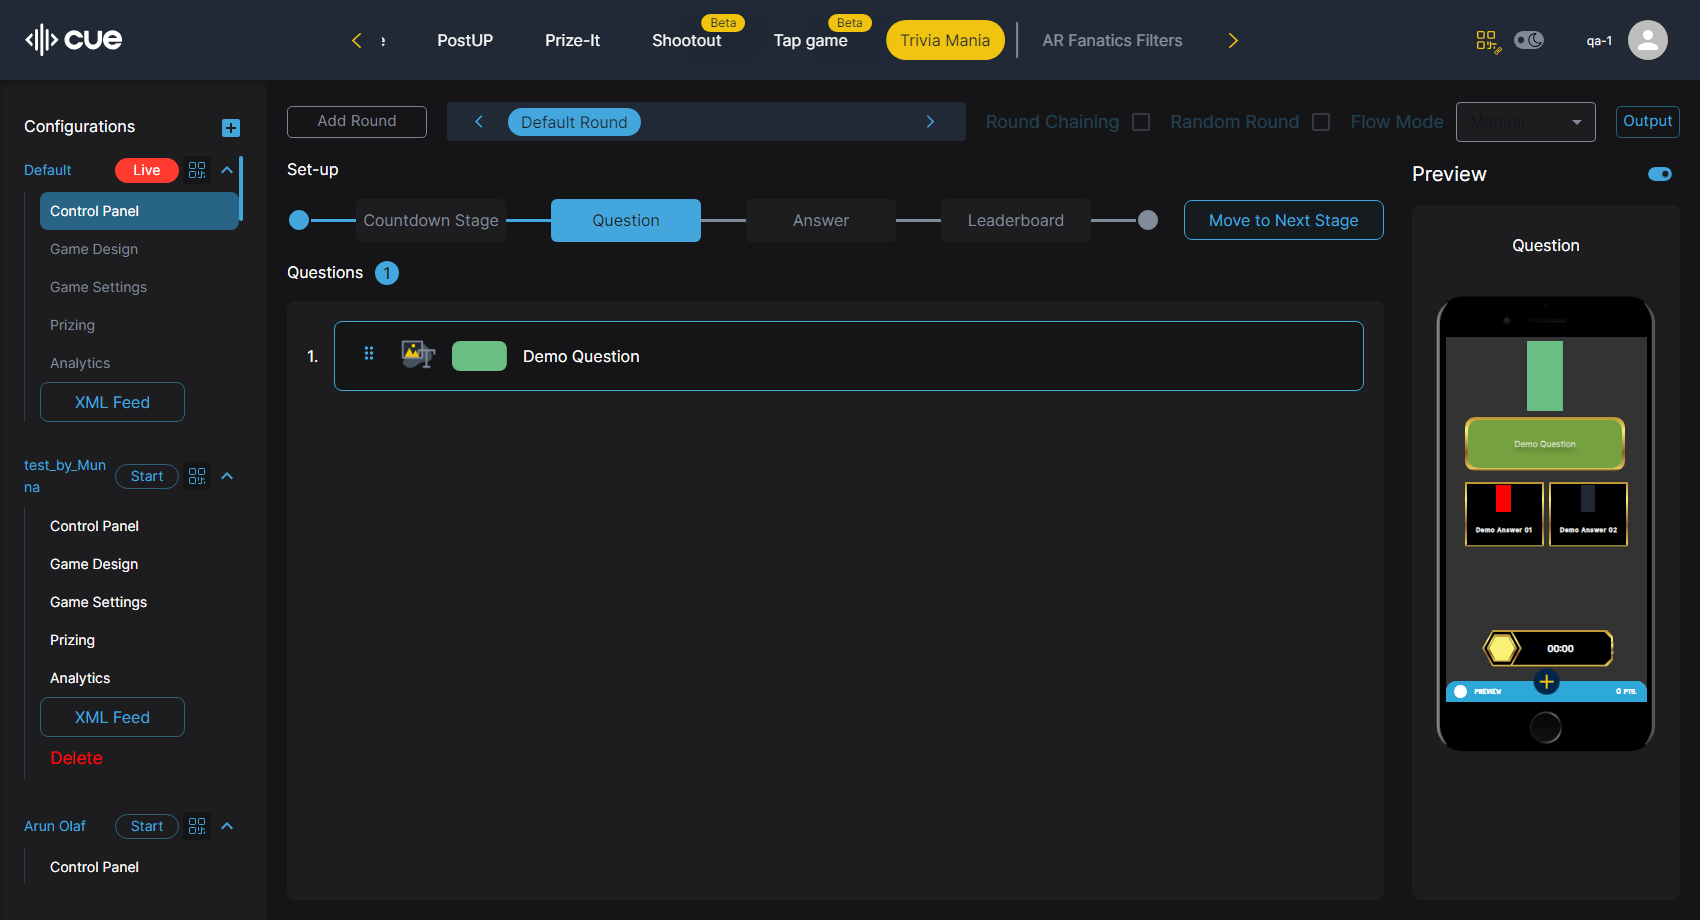 cue
PostUP
Prize-It
Beta
Shootout
Beta
Tap game
Trivia Mania
AR Fanatics Filters
qa-1
Configurations
Default
Live
Control Panel
Game Design
Game Settings
Prizing
Analytics
XML Feed
test_by_Mun
na
Start
Control Panel
Game Design
Game Settings
Prizing
Analytics
XML Feed
Delete
Arun Olaf
Start
Control Panel
Add Round
Default Round
Round Chaining
Random Round
Flow Mode
Manual
Output
Set-up
Countdown Stage
Question
Answer
Leaderboard
Move to Next Stage
Questions 1
1.
Demo Question
Preview
Question
Demo Question
Demo Answer 01
Demo Answer 02
00:00
PREVIEW
0 PTS.